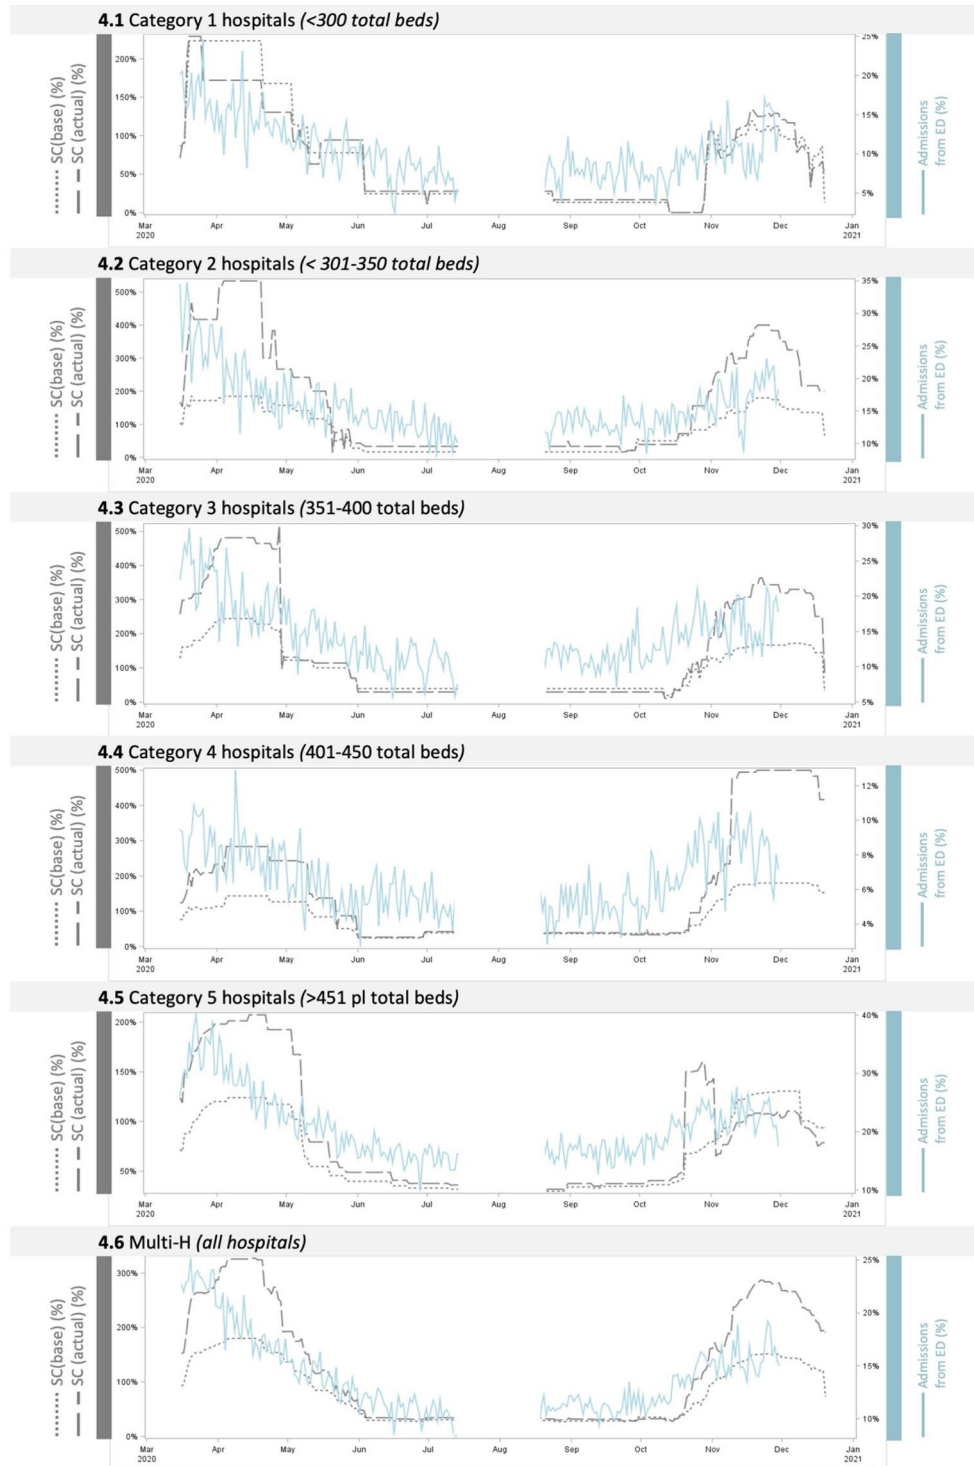 4.1 Category 1 hospitals (<300 total beds)
SC(base) (%)
SC (actual) (%)
200%
150%
100%
50%
0%
25%
20%
15%
10%
5%
Mar Apr May Jun Jul Aug Sep Oct Nov Dec Jan
2020 2021
Admissions
from ED (%)
4.2 Category 2 hospitals (< 301-350 total beds)
SC(base) (%)
SC (actual) (%)
500%
400%
300%
200%
100%
0%
35%
30%
25%
20%
15%
10%
Mar Apr May Jun Jul Aug Sep Oct Nov Dec Jan
2020 2021
Admissions
from ED (%)
4.3 Category 3 hospitals (351-400 total beds)
SC(base) (%)
SC (actual) (%)
500%
400%
300%
200%
100%
0%
30%
25%
20%
15%
10%
5%
Mar Apr May Jun Jul Aug Sep Oct Nov Dec Jan
2020 2021
Admissions
from ED (%)
4.4 Category 4 hospitals (401-450 total beds)
SC(base) (%)
SC (actual) (%)
500%
400%
300%
200%
100%
0%
12%
10%
8%
6%
4%
Mar Apr May Jun Jul Aug Sep Oct Nov Dec Jan
2020 2021
Admissions
from ED (%)
4.5 Category 5 hospitals (>451 pl total beds)
SC(base) (%)
SC (actual) (%)
200%
150%
100%
50%
40%
30%
20%
10%
Mar Apr May Jun Jul Aug Sep Oct Nov Dec Jan
2020 2021
Admissions
from ED (%)
4.6 Multi-H (all hospitals)
SC(base) (%)
SC (actual) (%)
300%
200%
100%
0%
25%
20%
15%
10%
Mar Apr May Jun Jul Aug Sep Oct Nov Dec Jan
2020 2021
Admissions
from ED (%)